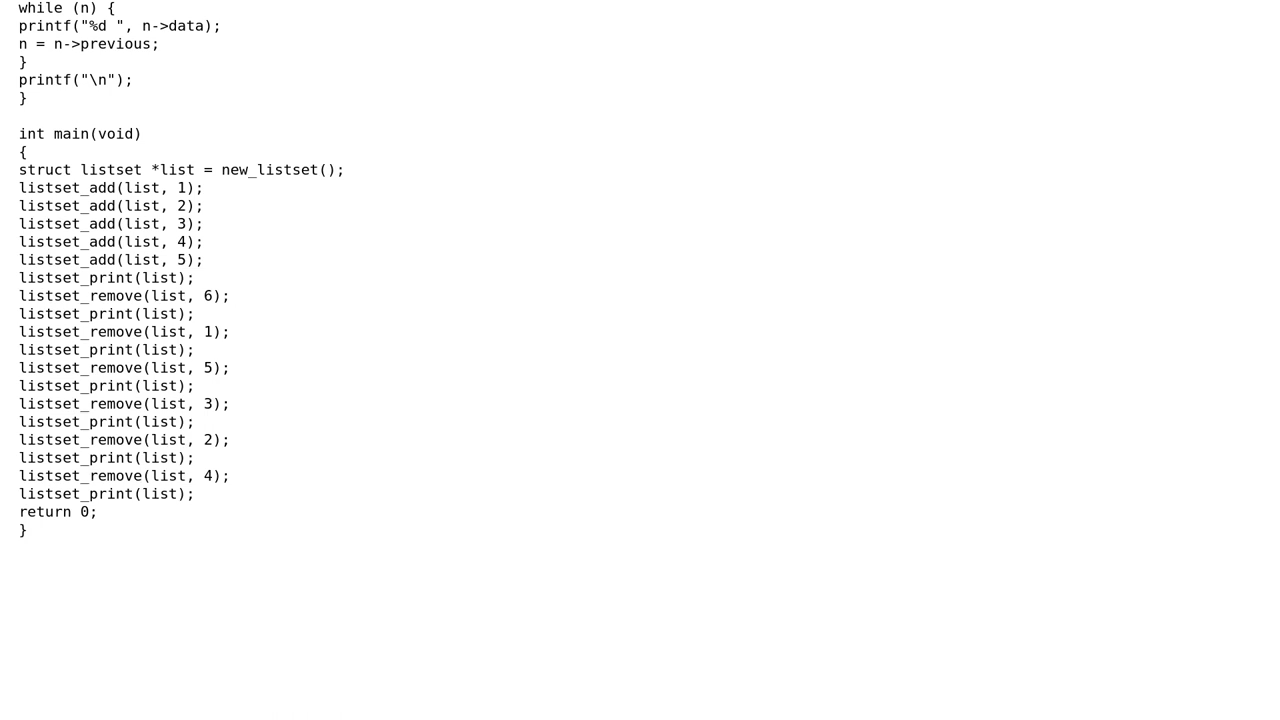 while (n) {
printf("%d ", n->data);
n = n->previous;
}
printf("\n");
}

int main(void)
{
struct listset *list = new_listset();
listset_add(list, 1);
listset_add(list, 2);
listset_add(list, 3);
listset_add(list, 4);
listset_add(list, 5);
listset_print(list);
listset_remove(list, 6);
listset_print(list);
listset_remove(list, 1);
listset_print(list);
listset_remove(list, 5);
listset_print(list);
listset_remove(list, 3);
listset_print(list);
listset_remove(list, 2);
listset_print(list);
listset_remove(list, 4);
listset_print(list);
return 0;
}